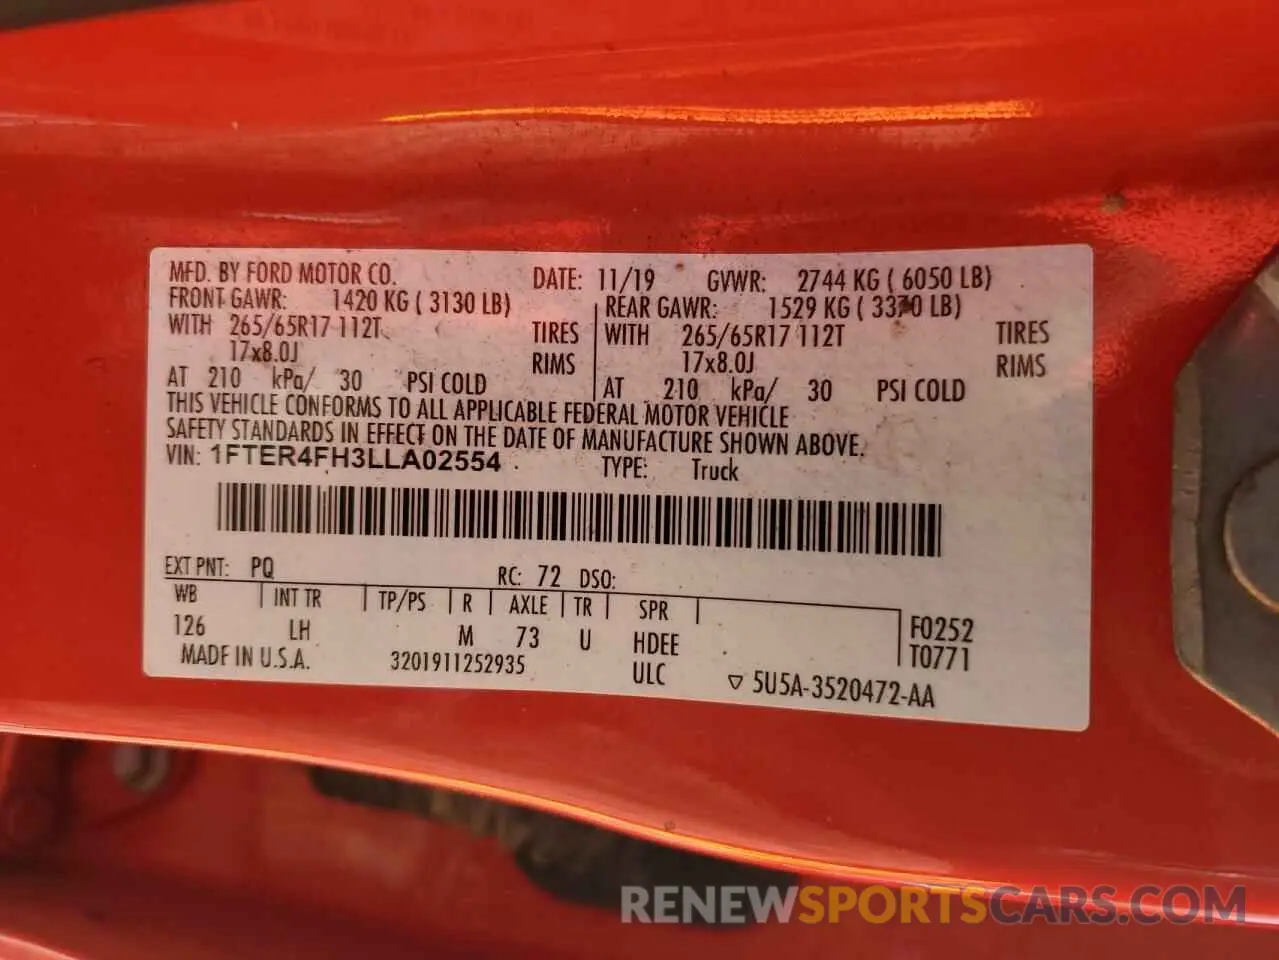 MFD. BY FORD MOTOR CO. DATE: 11/19 GVWR: 2744 KG ( 6050 LB)
FRONT GAWR: 1420 KG ( 3130 LB) REAR GAWR: 1529 KG ( 3370 LB)
WITH 265/65R17 112T TIRES WITH 265/65R17 112T TIRES
17x8.0J RIMS 17x8.0J RIMS
AT 210 kPa/ 30 PSI COLD AT 210 kPa/ 30 PSI COLD
THIS VEHICLE CONFORMS TO ALL APPLICABLE FEDERAL MOTOR VEHICLE
SAFETY STANDARDS IN EFFECT ON THE DATE OF MANUFACTURE SHOWN ABOVE.
VIN: 1FTER4FH3LLA02554 TYPE: Truck
EXT PNT: PQ RC: 72 DSO:
WB INT TR TP/PS R AXLE TR SPR
126 LH M 73 U HDEE F0252
T0771
MADE IN U.S.A. 3201911252935 ULC ▽ 5U5A-3520472-AA
RENEWSPORTSCARS.COM